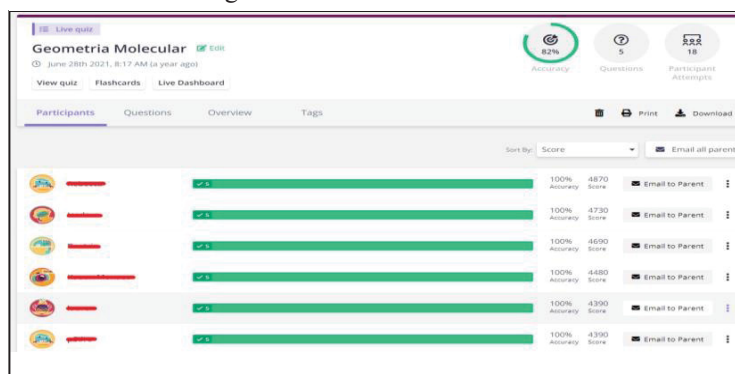 Live quiz
Geometria Molecular Edit
June 28th 2021, 8:17 AM (a year ago)
View quiz Flashcards Live Dashboard
82%
Accuracy
5
Questions
18
Participant Attempts
Participants Questions Overview Tags
Print Download
Sort By: Score Email all parent
5 100% Accuracy 4870 Score Email to Parent
5 100% Accuracy 4730 Score Email to Parent
5 100% Accuracy 4690 Score Email to Parent
5 100% Accuracy 4480 Score Email to Parent
5 100% Accuracy 4390 Score Email to Parent
5 100% Accuracy 4390 Score Email to Parent